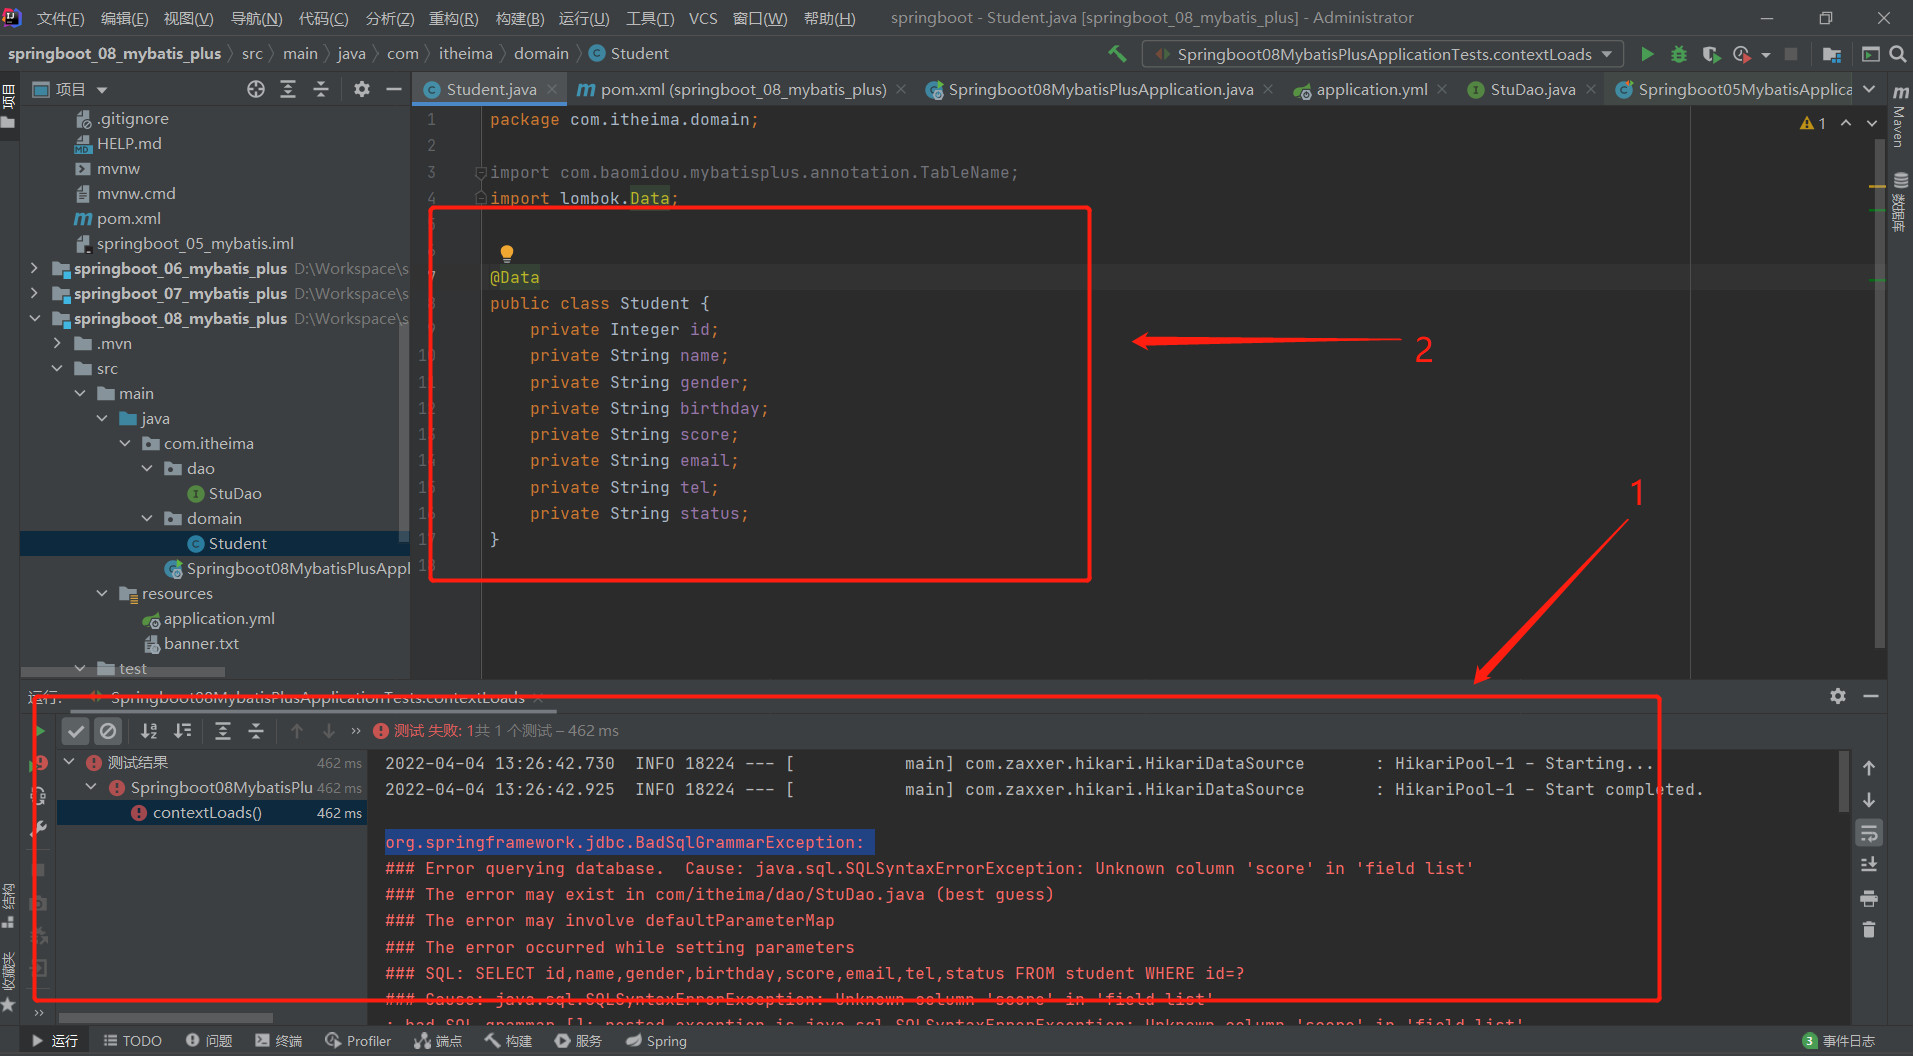 文件(F) 编辑(E) 视图(V) 导航(N) 代码(C) 分析(Z) 重构(R) 构建(B) 运行(U) 工具(T) VCS 窗口(W) 帮助(H) springboot - Student.java [springboot_08_mybatis_plus] - Administrator
springboot_08_mybatis_plus src main java com itheima domain Student Springboot08MybatisPlusApplicationTests.contextLoads
项目 Student.java pom.xml (springboot_08_mybatis_plus) Springboot08MybatisPlusApplication.java application.yml StuDao.java Springboot05MybatisApplica
项目
Maven
数据库
结构
收藏夹
.gitignore
HELP.md
mvnw
mvnw.cmd
pom.xml
springboot_05_mybatis.iml
springboot_06_mybatis_plus D:\Workspace\s
springboot_07_mybatis_plus D:\Workspace\s
springboot_08_mybatis_plus D:\Workspace\s
.mvn
src
main
java
com.itheima
dao
StuDao
domain
Student
Springboot08MybatisPlusAppl
resources
application.yml
banner.txt
test
1 package com.itheima.domain; 1
2
3 import com.baomidou.mybatisplus.annotation.TableName;
4 import lombok.Data;
5
6
7 @Data
8 public class Student {
9 private Integer id;
10 private String name;
11 private String gender;
12 private String birthday;
13 private String score;
14 private String email;
15 private String tel;
16 private String status;
17 }
18
2
1
运行: Springboot08MybatisPlusApplicationTests.contextLoads
测试 失败: 1共 1 个测试 – 462 ms
测试结果 462 ms
Springboot08MybatisPlu 462 ms
contextLoads() 462 ms
2022-04-04 13:26:42.730 INFO 18224 --- [ main] com.zaxxer.hikari.HikariDataSource : HikariPool-1 - Starting...
2022-04-04 13:26:42.925 INFO 18224 --- [ main] com.zaxxer.hikari.HikariDataSource : HikariPool-1 - Start completed.
org.springframework.jdbc.BadSqlGrammarException:
### Error querying database. Cause: java.sql.SQLSyntaxErrorException: Unknown column 'score' in 'field list'
### The error may exist in com/itheima/dao/StuDao.java (best guess)
### The error may involve defaultParameterMap
### The error occurred while setting parameters
### SQL: SELECT id,name,gender,birthday,score,email,tel,status FROM student WHERE id=?
### Cause: java.sql.SQLSyntaxErrorException: Unknown column 'score' in 'field list'
; bad SQL grammar []; nested exception is java.sql.SQLSyntaxErrorException: Unknown column 'score' in 'field list'
运行 TODO 问题 终端 Profiler 端点 构建 服务 Spring 3 事件日志